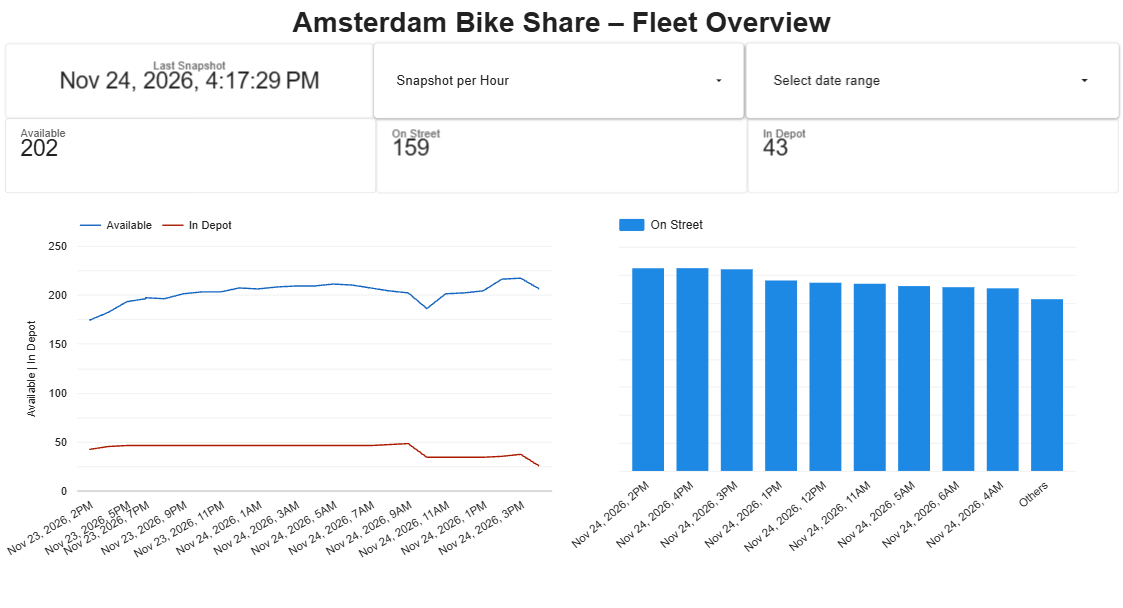 Amsterdam Bike Share – Fleet Overview
Last Snapshot
Nov 24, 2026, 4:17:29 PM
Snapshot per Hour
Select date range
Available
202
On Street
159
In Depot
43
Available
In Depot
250
200
150
100
50
0
Available | In Depot
Nov 23, 2026, 2PM
Nov 23, 2026, 5PM
Nov 23, 2026, 7PM
Nov 23, 2026, 9PM
Nov 23, 2026, 11PM
Nov 24, 2026, 1AM
Nov 24, 2026, 3AM
Nov 24, 2026, 5AM
Nov 24, 2026, 7AM
Nov 24, 2026, 9AM
Nov 24, 2026, 11AM
Nov 24, 2026, 1PM
Nov 24, 2026, 3PM
On Street
Nov 24, 2026, 2PM
Nov 24, 2026, 4PM
Nov 24, 2026, 3PM
Nov 24, 2026, 1PM
Nov 24, 2026, 12PM
Nov 24, 2026, 11AM
Nov 24, 2026, 5AM
Nov 24, 2026, 6AM
Nov 24, 2026, 4AM
Others